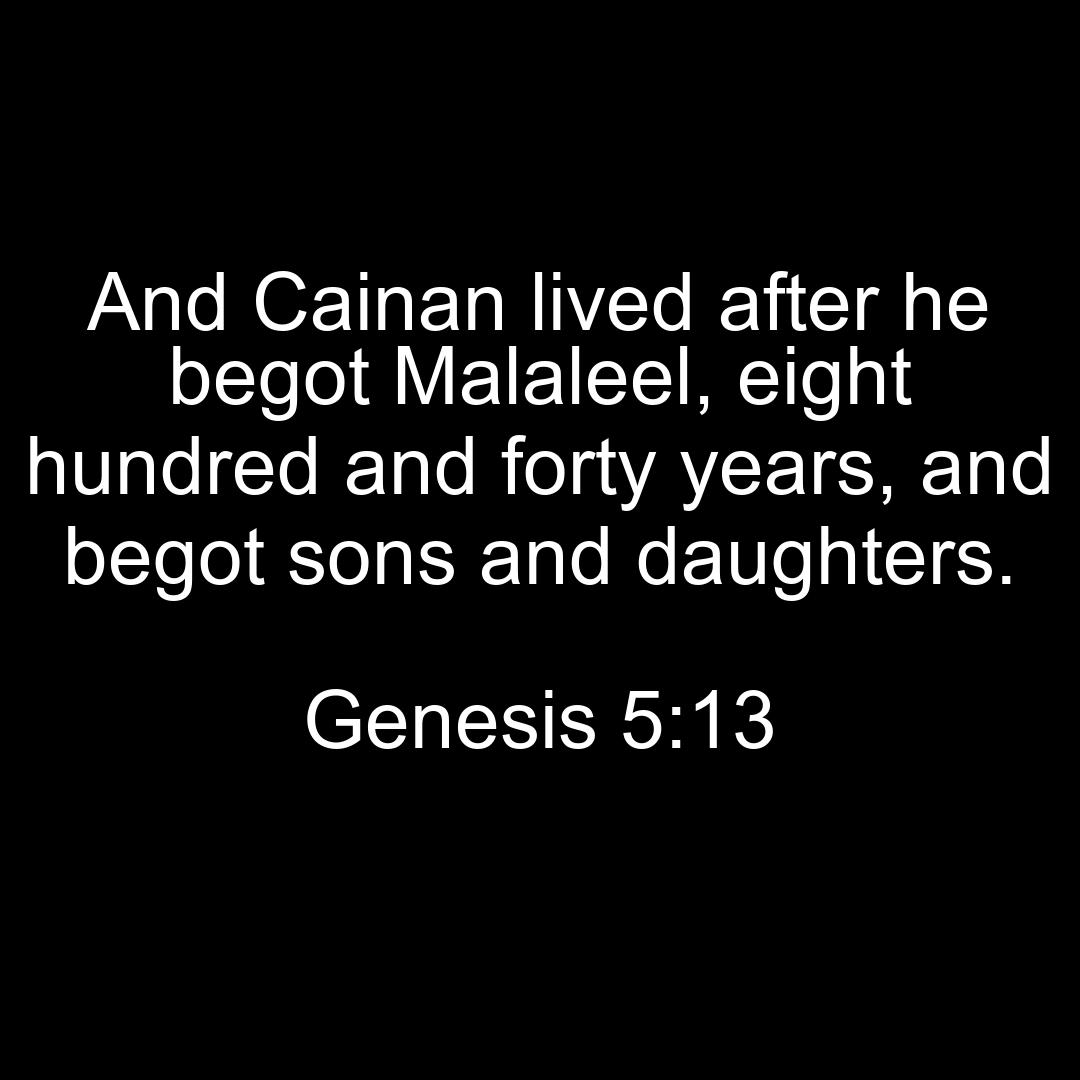 And Cainan lived after he
begot Malaleel, eight
hundred and forty years, and
begot sons and daughters.
Genesis 5:13